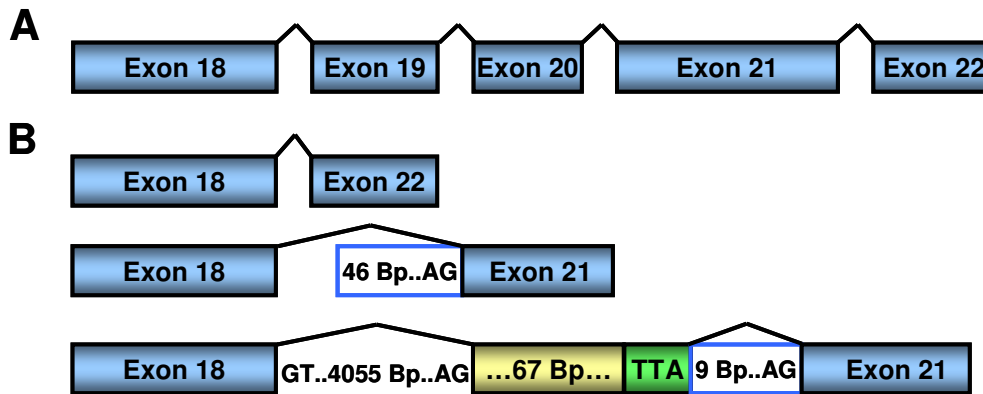 A
Exon 18 Exon 19 Exon 20 Exon 21 Exon 22
B
Exon 18 Exon 22
Exon 18 46 Bp..AG Exon 21
Exon 18 GT..4055 Bp..AG ...67 Bp... TTA 9 Bp..AG Exon 21